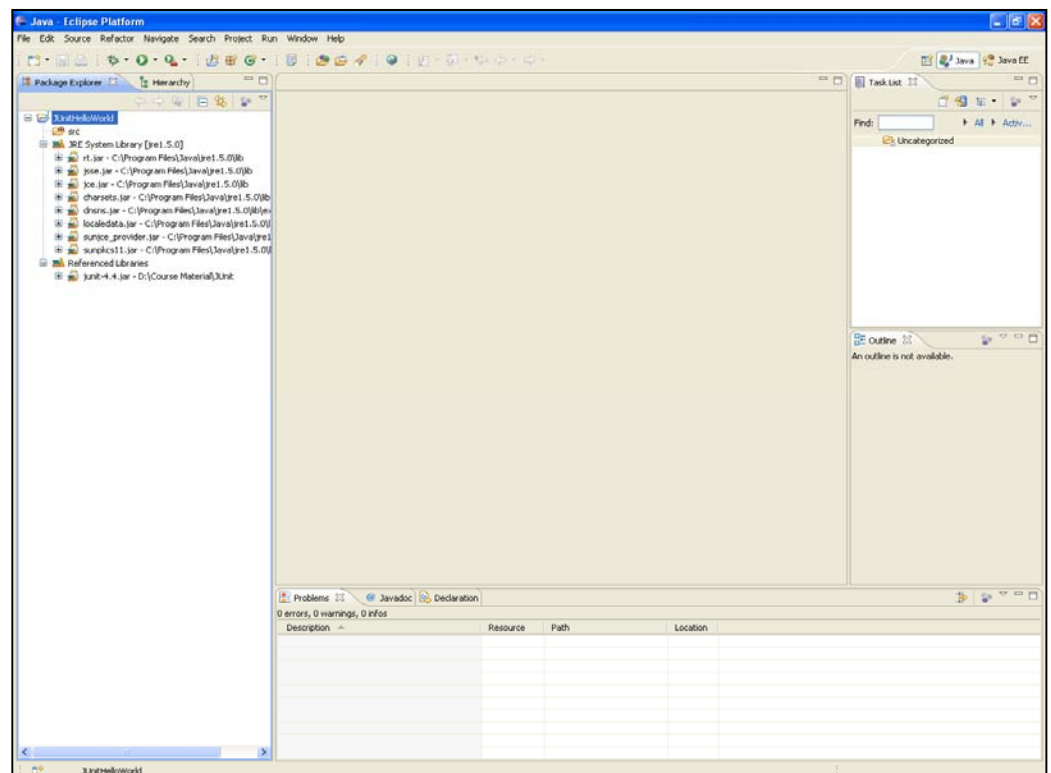 Java - Eclipse Platform
File Edit Source Refactor Navigate Search Project Run Window Help
Java Java EE
Package Explorer Hierarchy
JUnitHelloWorld
src
JRE System Library [jre1.5.0]
rt.jar - C:\Program Files\Java\jre1.5.0\lib
jsse.jar - C:\Program Files\Java\jre1.5.0\lib
jce.jar - C:\Program Files\Java\jre1.5.0\lib
charsets.jar - C:\Program Files\Java\jre1.5.0\lib
dnsns.jar - C:\Program Files\Java\jre1.5.0\lib\ex
localedata.jar - C:\Program Files\Java\jre1.5.0\l
sunjce_provider.jar - C:\Program Files\Java\jre1
sunpkcs11.jar - C:\Program Files\Java\jre1.5.0\l
Referenced Libraries
junit-4.4.jar - D:\Course Material\JUnit
Task List
Find: All Activ...
Uncategorized
Outline
An outline is not available.
Problems Javadoc Declaration
0 errors, 0 warnings, 0 infos
Description Resource Path Location
JUnitHelloWorld